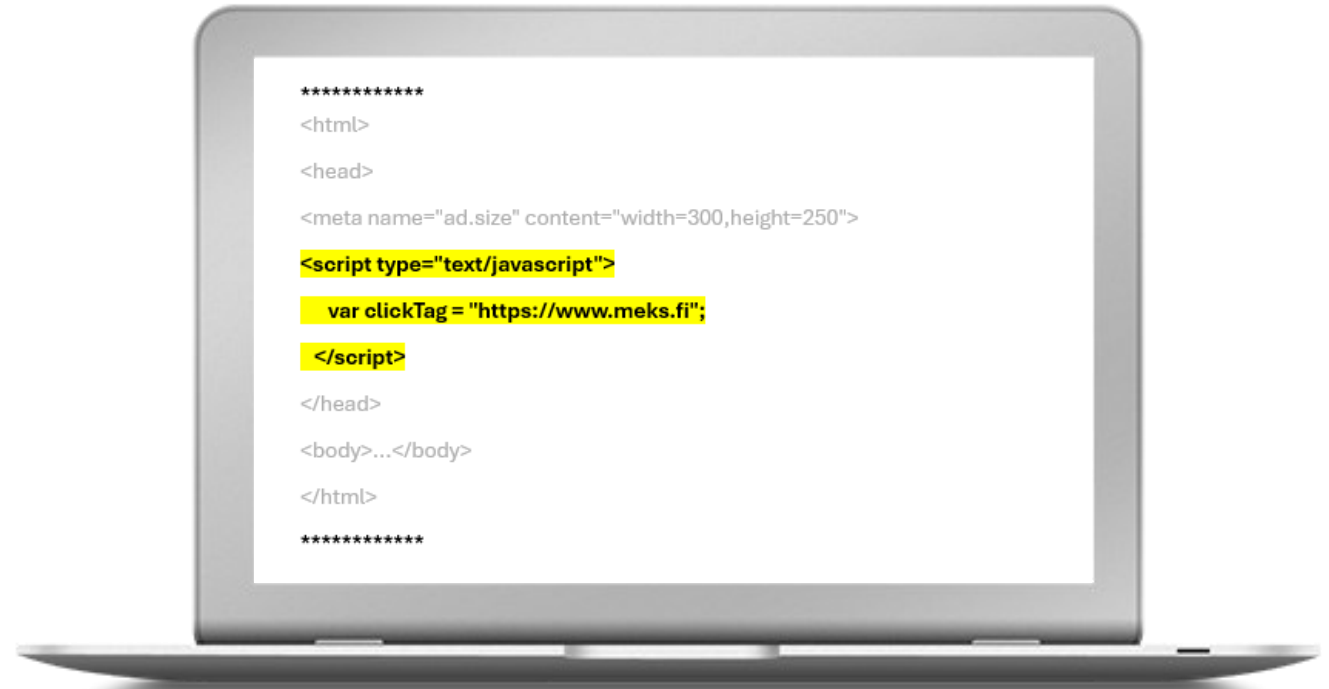 ************
<html>
<head>
<meta name="ad.size" content="width=300,height=250">
<script type="text/javascript">
var clickTag = "https://www.meks.fi";
</script>
</head>
<body>...</body>
</html>
************